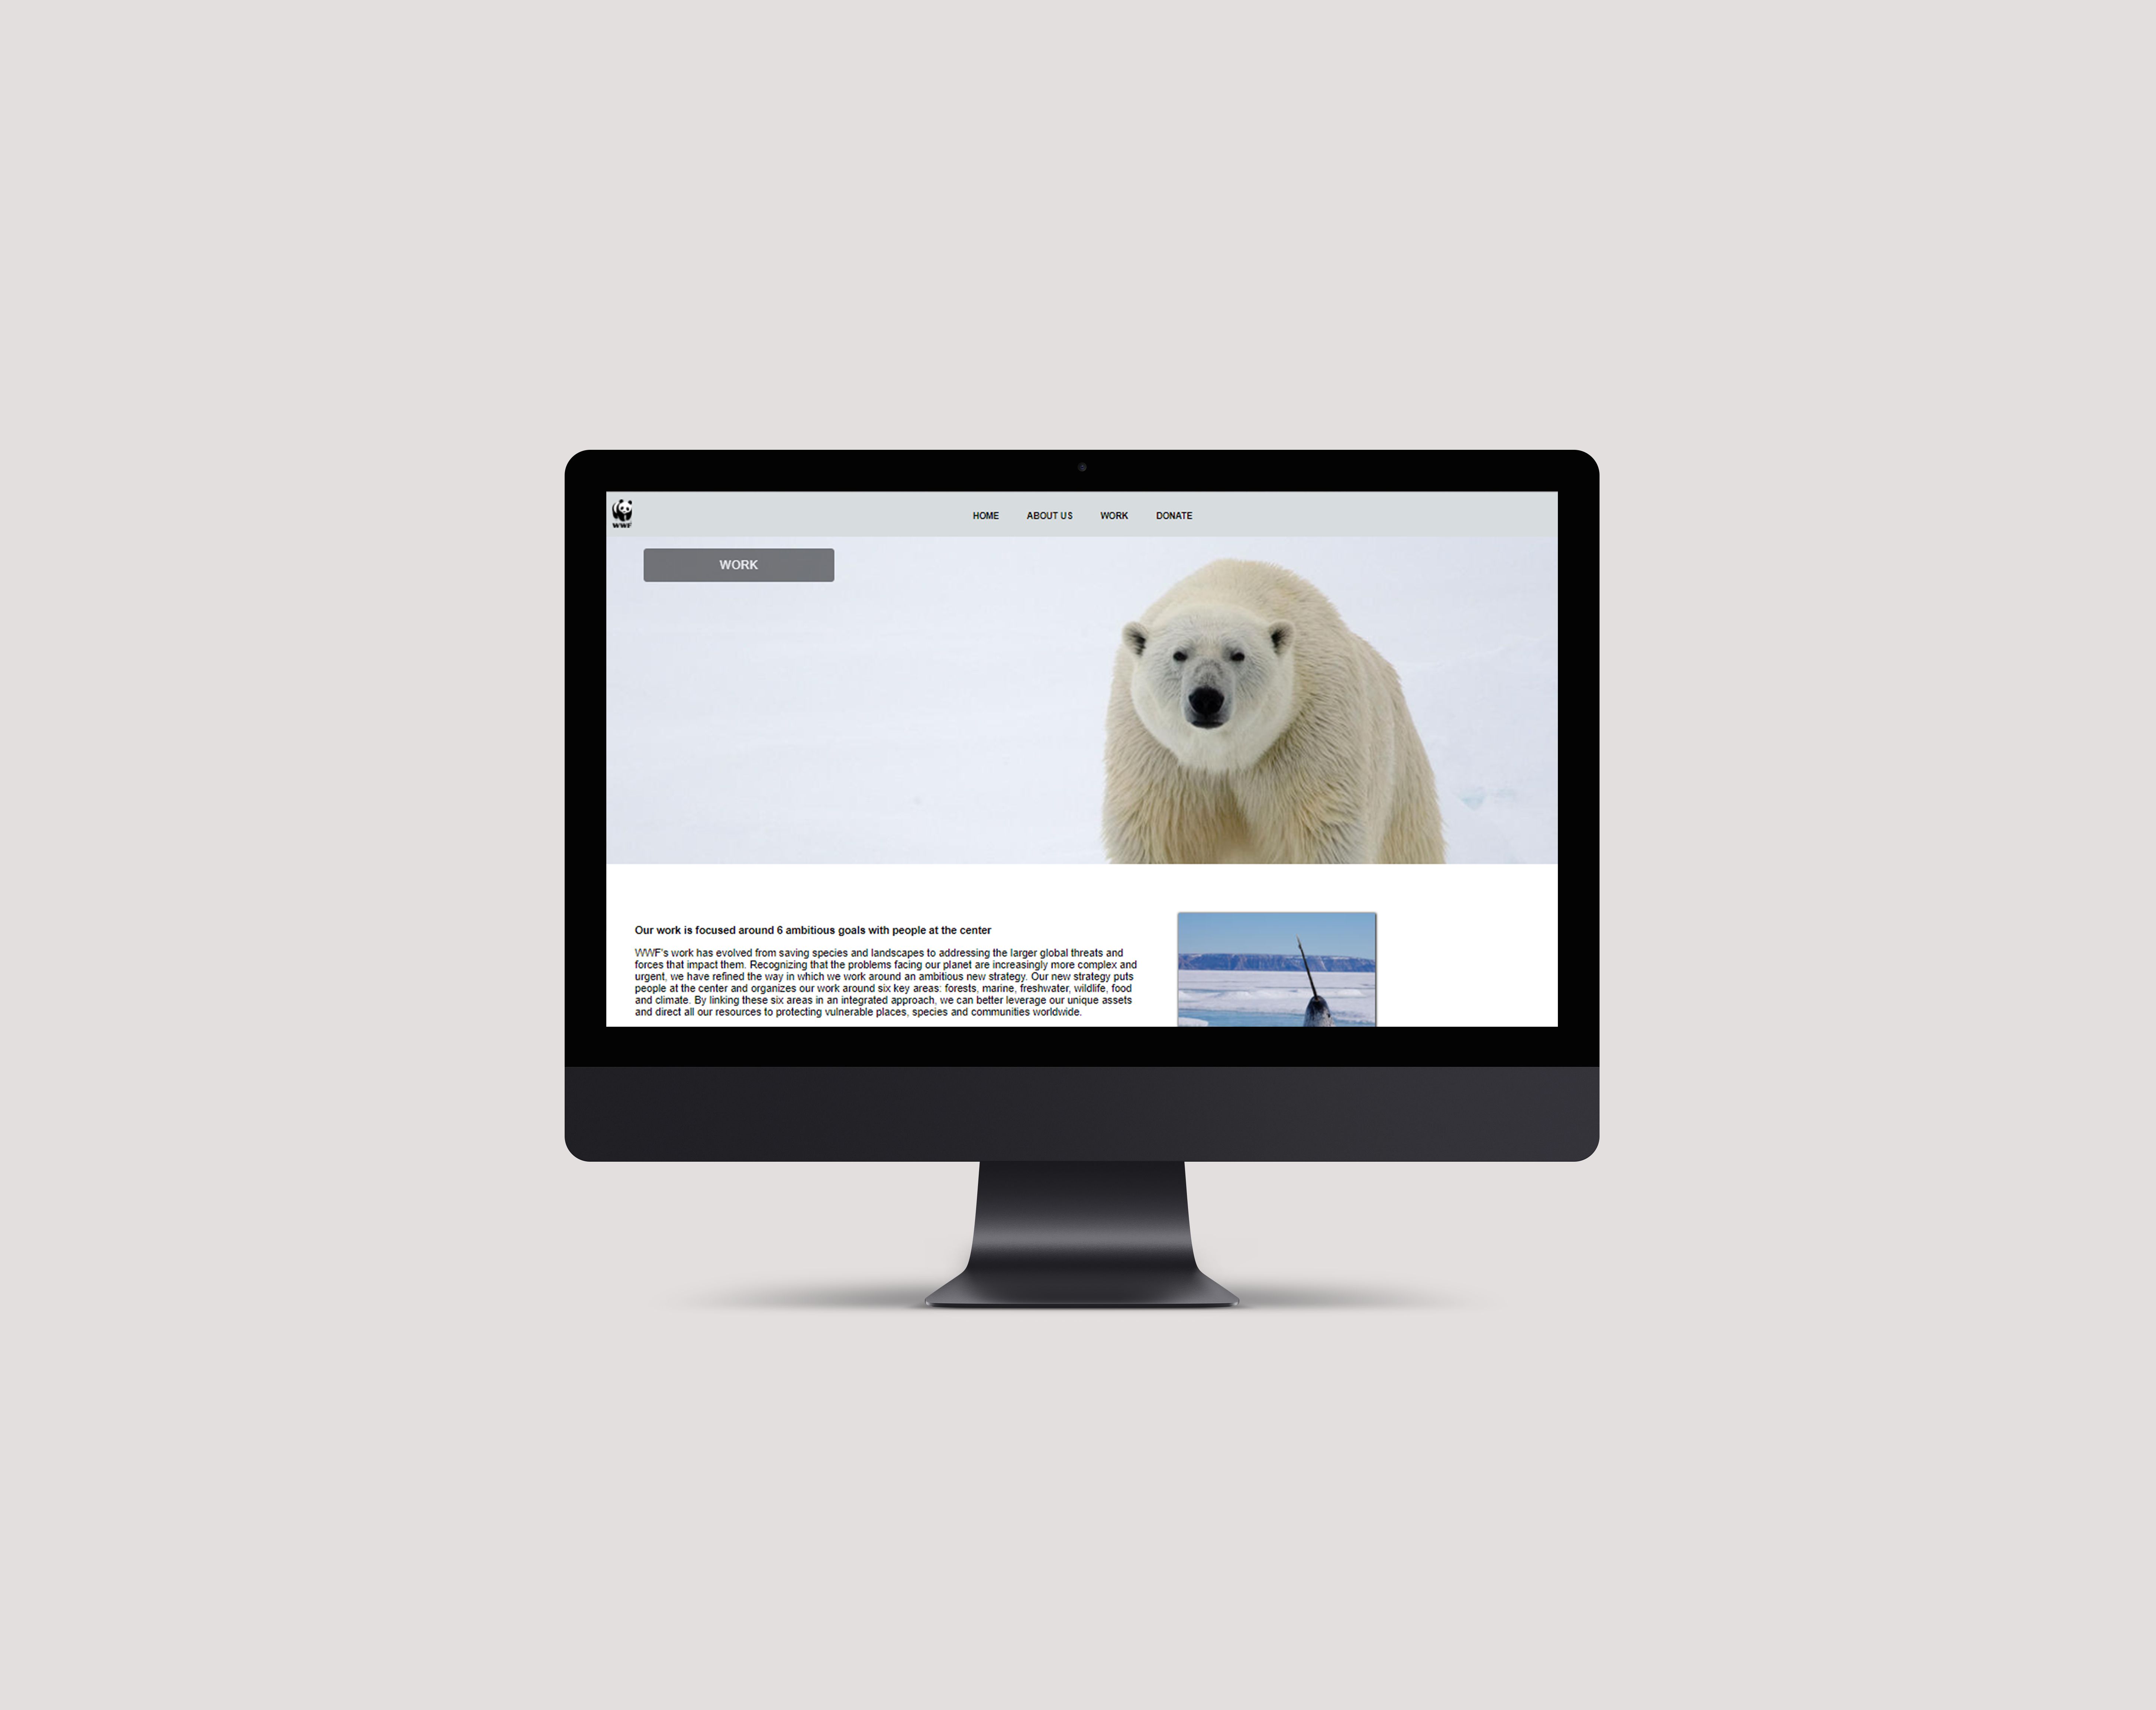 WWF
HOME ABOUT US WORK DONATE
WORK
Our work is focused around 6 ambitious goals with people at the center
WWF's work has evolved from saving species and landscapes to addressing the larger global threats and
forces that impact them. Recognizing that the problems facing our planet are increasingly more complex and
urgent, we have refined the way in which we work around an ambitious new strategy. Our new strategy puts
people at the center and organizes our work around six key areas: forests, marine, freshwater, wildlife, food
and climate. By linking these six areas in an integrated approach, we can better leverage our unique assets
and direct all our resources to protecting vulnerable places, species and communities worldwide.